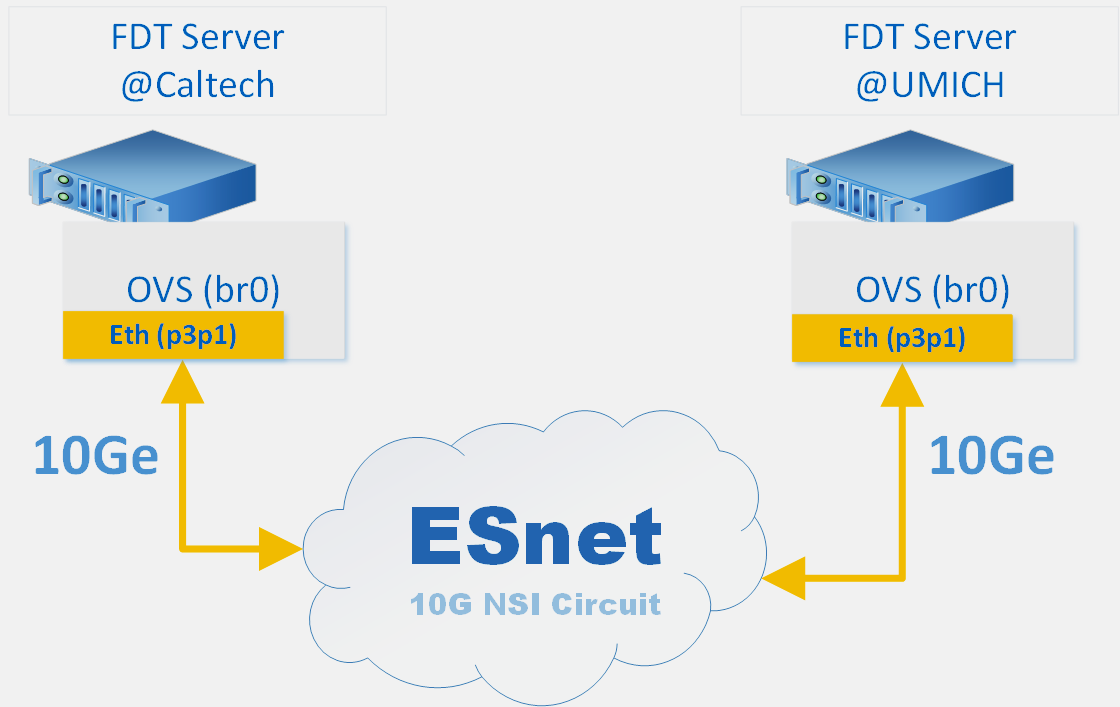 FDT Server
@Caltech
FDT Server
@UMICH
OVS (br0)
Eth (p3p1)
OVS (br0)
Eth (p3p1)
10Ge
10Ge
ESnet
10G NSI Circuit